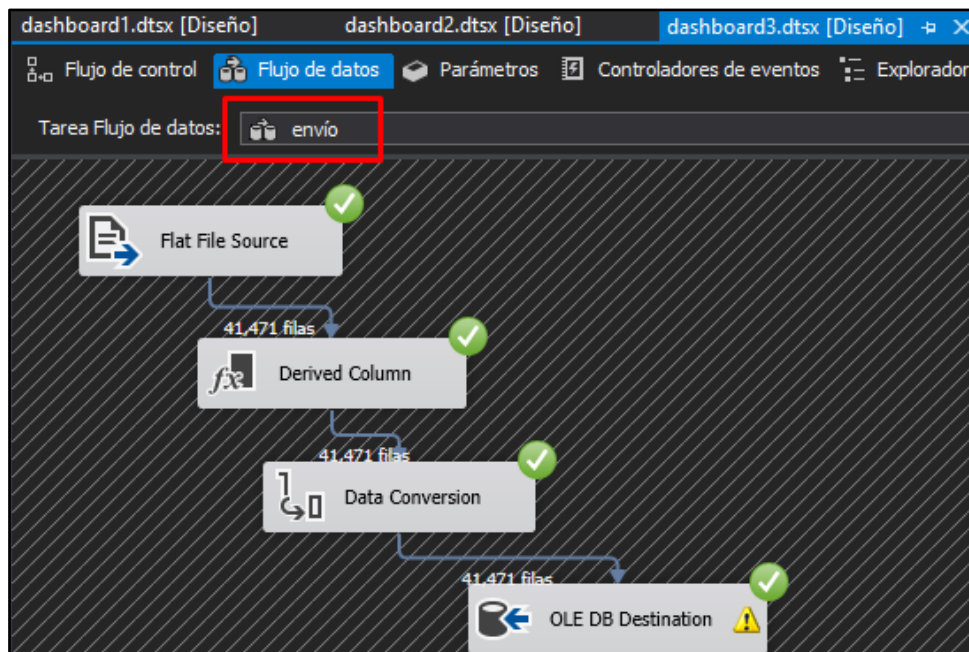 dashboard1.dtsx [Diseño] dashboard2.dtsx [Diseño] dashboard3.dtsx [Diseño]
Flujo de control Flujo de datos Parámetros Controladores de eventos Explorador
Tarea Flujo de datos: envío
Flat File Source
41,471 filas
Derived Column
41,471 filas
Data Conversion
41,471 filas
OLE DB Destination